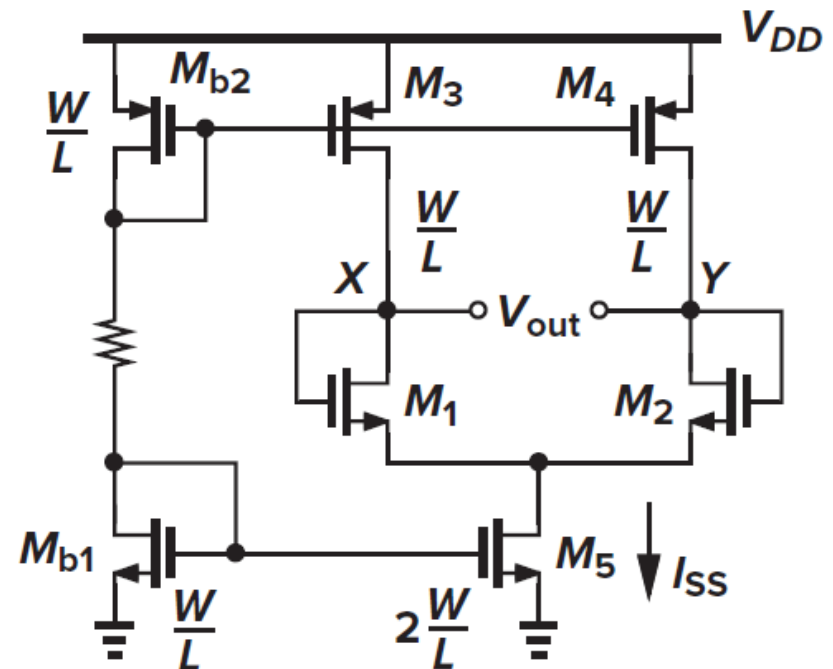 V_DD
M_b2
M_3
M_4
W/L
W/L
W/L
X
V_out
Y
M_1
M_2
M_b1
M_5
I_SS
W/L
2 W/L